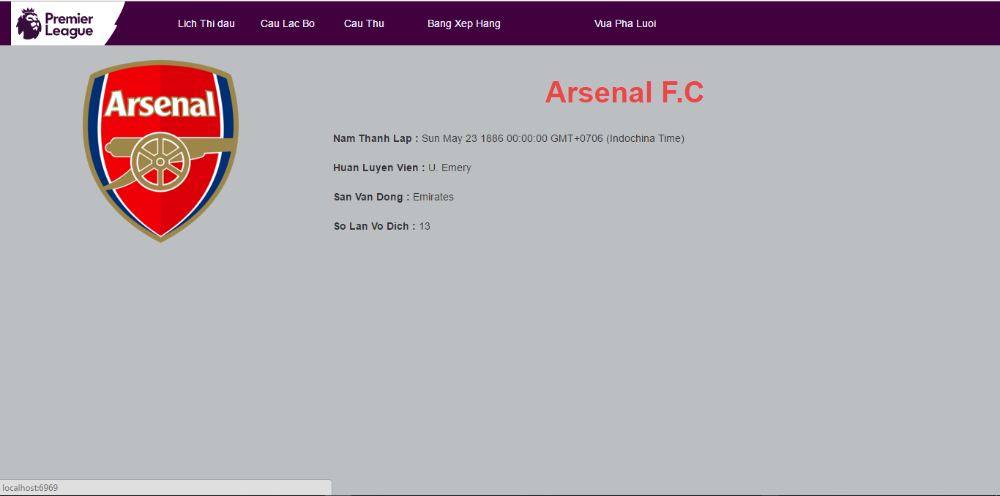 Premier
League
Lich Thi dau Cau Lac Bo Cau Thu Bang Xep Hang Vua Pha Luoi
Arsenal
Arsenal F.C
Nam Thanh Lap : Sun May 23 1886 00:00:00 GMT+0706 (Indochina Time)
Huan Luyen Vien : U. Emery
San Van Dong : Emirates
So Lan Vo Dich : 13
localhost:6969